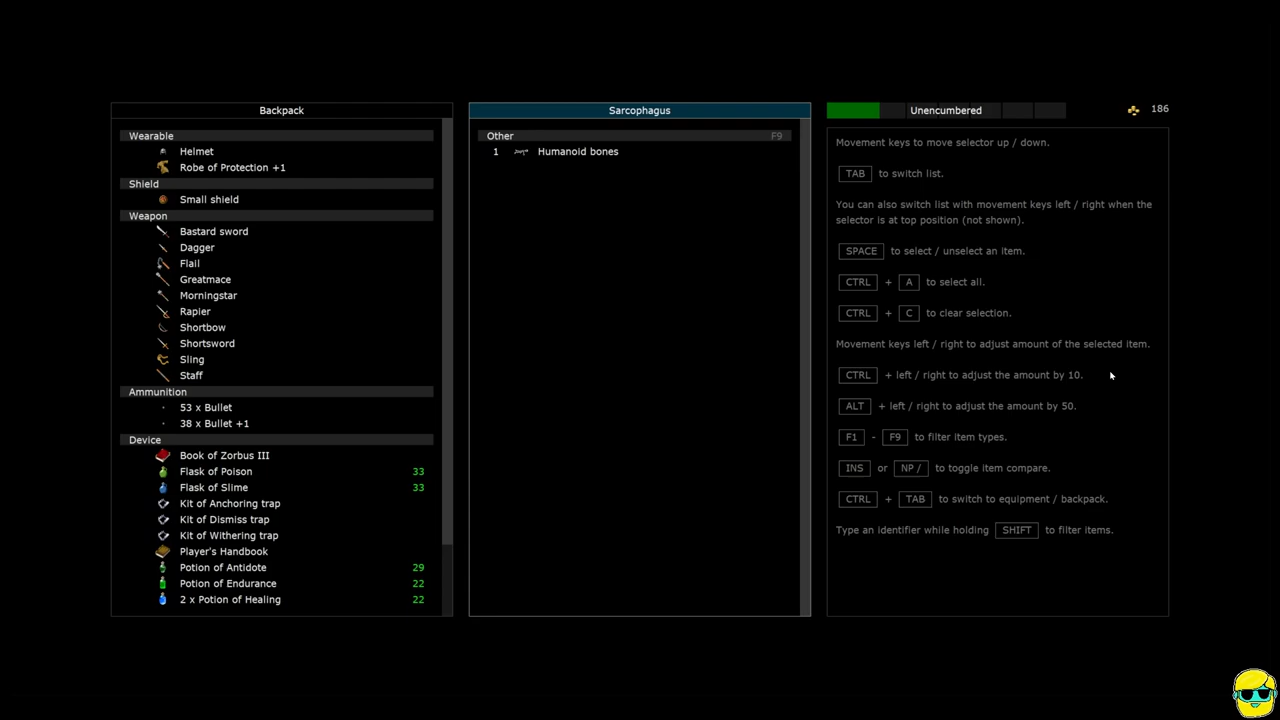 Backpack
Wearable
Helmet
Robe of Protection +1
Shield
Small shield
Weapon
Bastard sword
Dagger
Flail
Greatmace
Morningstar
Rapier
Shortbow
Shortsword
Sling
Staff
Ammunition
53 x Bullet
38 x Bullet +1
Device
Book of Zorbus III
Flask of Poison 33
Flask of Slime 33
Kit of Anchoring trap
Kit of Dismiss trap
Kit of Withering trap
Player's Handbook
Potion of Antidote 29
Potion of Endurance 22
2 x Potion of Healing 22
Sarcophagus
Other F9
1 Humanoid bones
Unencumbered 186
Movement keys to move selector up / down.
TAB to switch list.
You can also switch list with movement keys left / right when the
selector is at top position (not shown).
SPACE to select / unselect an item.
CTRL + A to select all.
CTRL + C to clear selection.
Movement keys left / right to adjust amount of the selected item.
CTRL + left / right to adjust the amount by 10.
ALT + left / right to adjust the amount by 50.
F1 - F9 to filter item types.
INS or NP / to toggle item compare.
CTRL + TAB to switch to equipment / backpack.
Type an identifier while holding SHIFT to filter items.